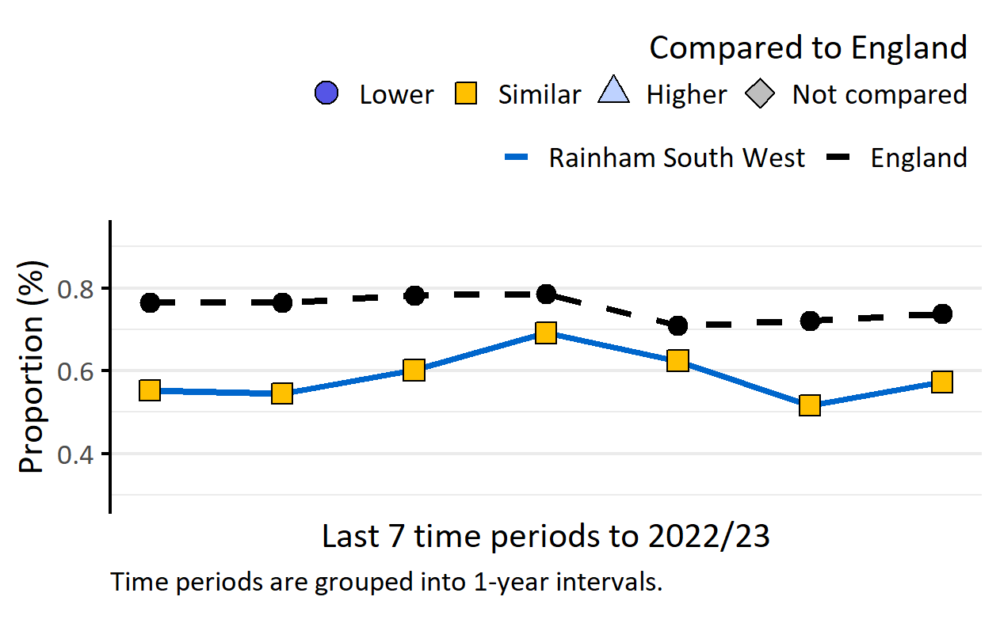 Compared to England
Lower Similar Higher Not compared
Rainham South West England
Proportion (%)
0.8
0.6
0.4
Last 7 time periods to 2022/23
Time periods are grouped into 1-year intervals.